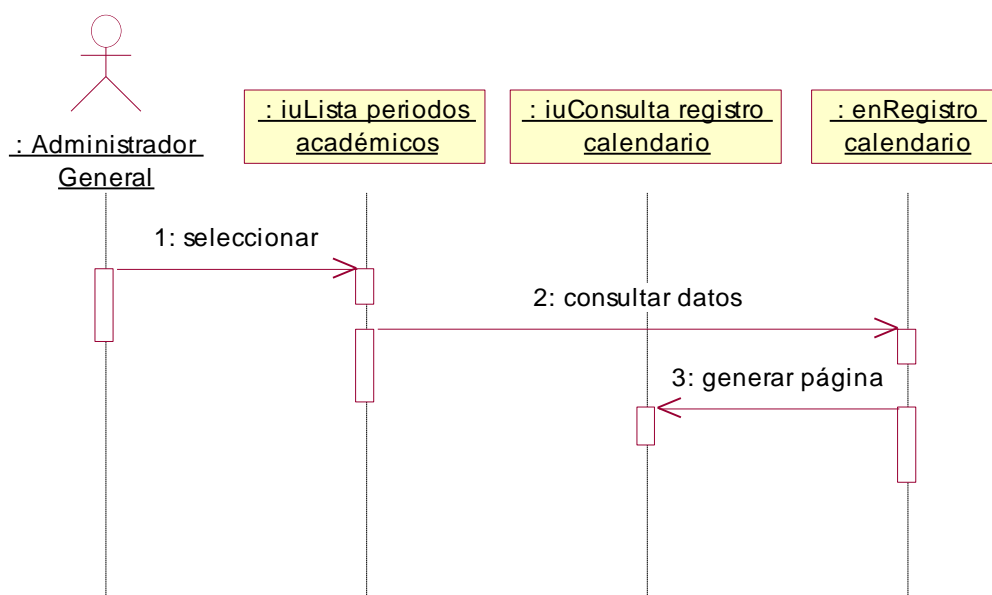 : Administrador
General
: iuLista periodos
académicos
: iuConsulta registro
calendario
: enRegistro
calendario
1: seleccionar
2: consultar datos
3: generar página